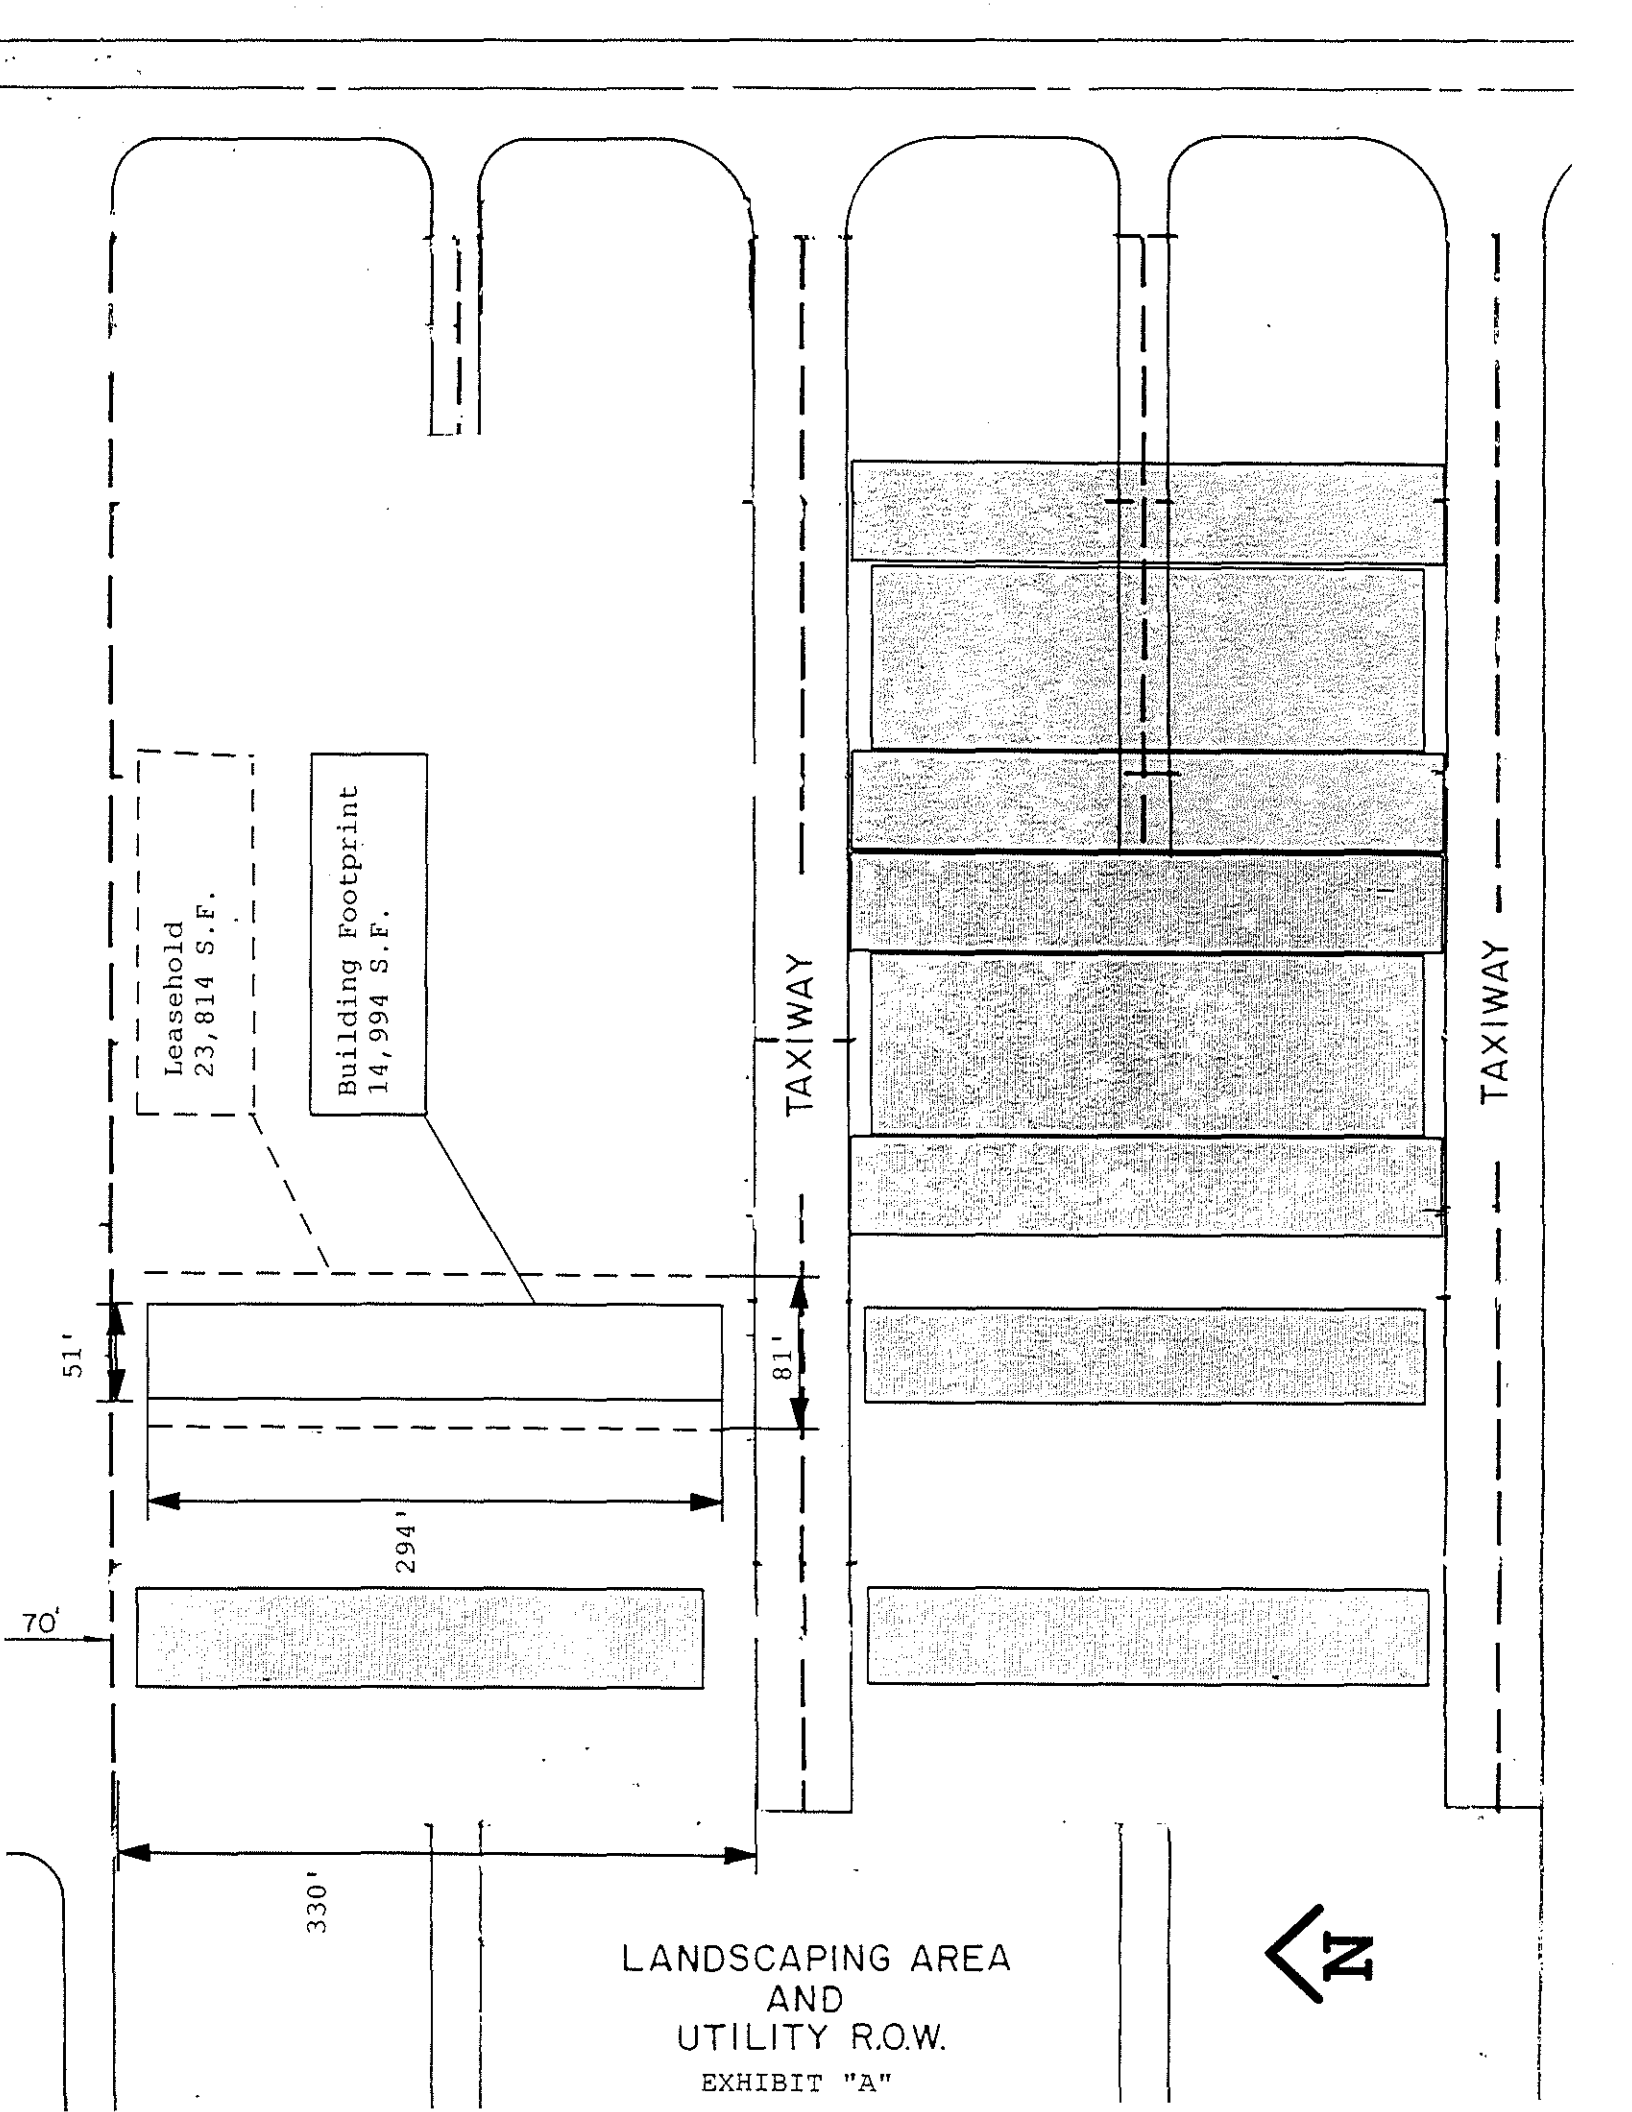 Leasehold
23,814 S.F.
Building Footprint
14,994 S.F.
TAXIWAY
TAXIWAY
51'
81'
294'
70'
330'
LANDSCAPING AREA
AND
UTILITY R.O.W.
EXHIBIT "A"
N